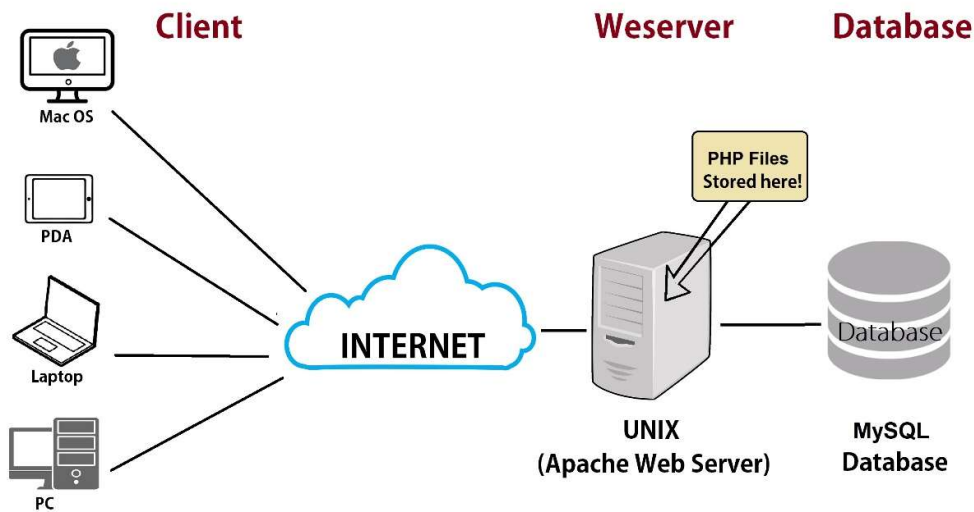 Client
Weserver
Database
Mac OS
PDA
Laptop
PC
INTERNET
PHP Files
Stored here!
UNIX
(Apache Web Server)
Database
MySQL
Database